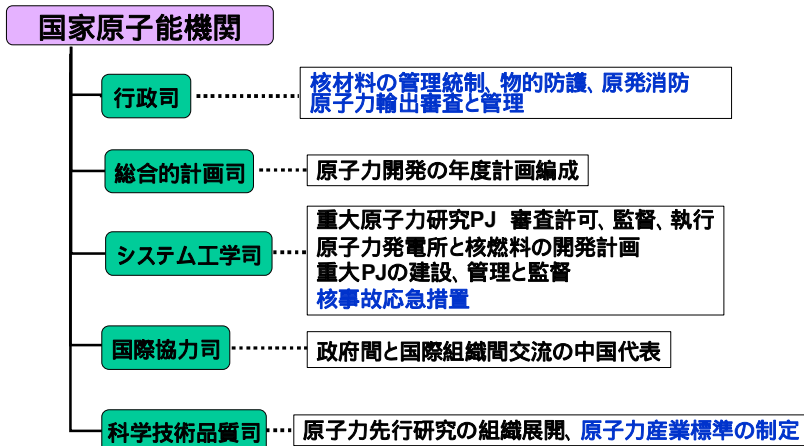 国家原子能機関
行政司
核材料の管理統制、物的防護、原発消防
原子力輸出審査と管理
総合的計画司
原子力開発の年度計画編成
システム工学司
重大原子力研究PJ 審査許可、監督、執行
原子力発電所と核燃料の開発計画
重大PJの建設、管理と監督
核事故応急措置
国際協力司
政府間と国際組織間交流の中国代表
科学技術品質司
原子力先行研究の組織展開、原子力産業標準の制定